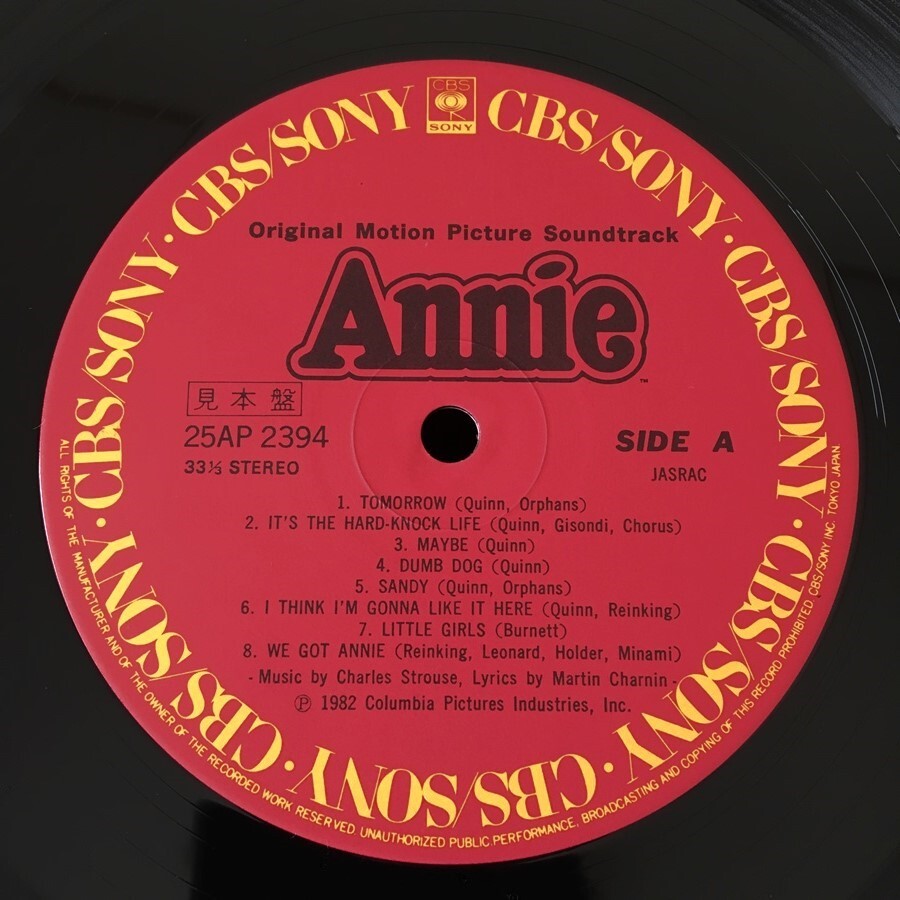 CBS
SONY
CBS/SONY · CBS/SONY · CBS/SONY · CBS/SONY · CBS/SONY · CBS/SONY · CBS/SONY · CBS/SONY · CBS/SONY
Original Motion Picture Soundtrack
Annie
TM
見本盤
25AP 2394
33⅓ STEREO
SIDE A
JASRAC
1. TOMORROW (Quinn, Orphans)
2. IT'S THE HARD-KNOCK LIFE (Quinn, Gisondi, Chorus)
3. MAYBE (Quinn)
4. DUMB DOG (Quinn)
5. SANDY (Quinn, Orphans)
6. I THINK I'M GONNA LIKE IT HERE (Quinn, Reinking)
7. LITTLE GIRLS (Burnett)
8. WE GOT ANNIE (Reinking, Leonard, Holder, Minami)
- Music by Charles Strouse, Lyrics by Martin Charnin -
Ⓟ 1982 Columbia Pictures Industries, Inc.
ALL RIGHTS OF THE MANUFACTURER AND OF THE OWNER OF THE RECORDED WORK RESERVED. UNAUTHORIZED PUBLIC PERFORMANCE, BROADCASTING AND COPYING OF THIS RECORD PROHIBITED CBS/SONY INC. TOKYO JAPAN